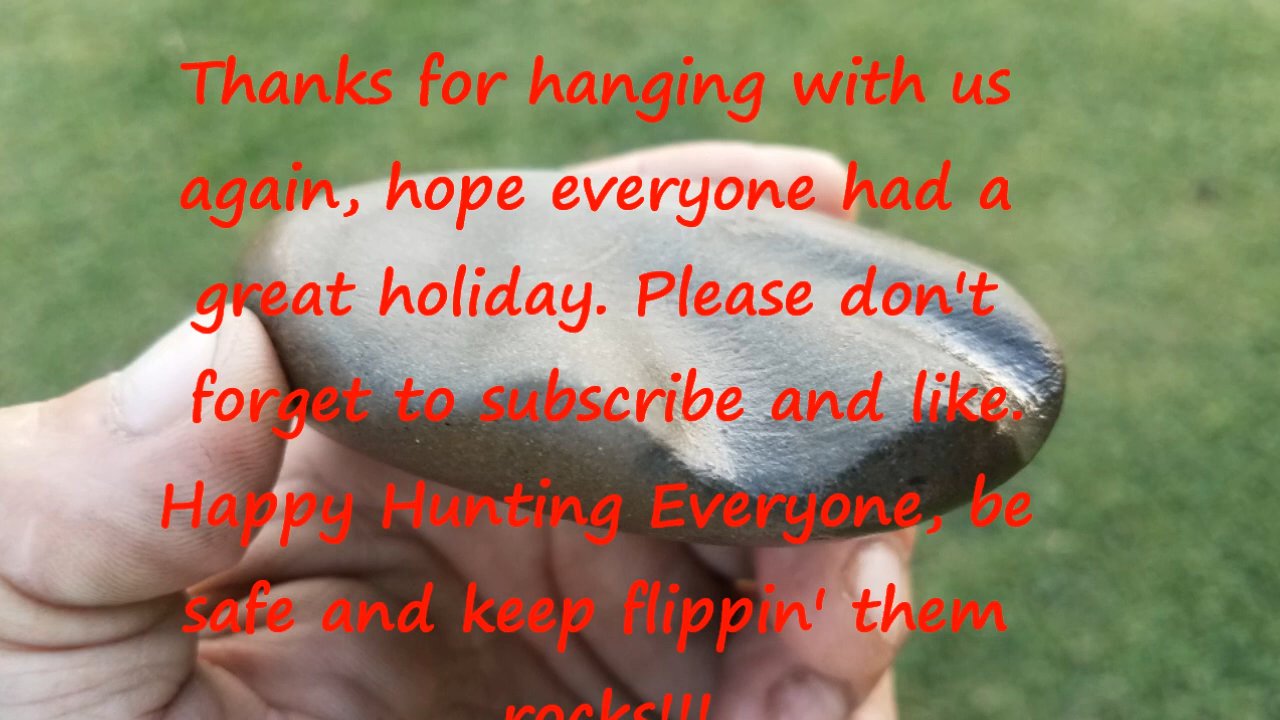 Thanks for hanging with us
again, hope everyone had a
great holiday. Please don't
forget to subscribe and like.
Happy Hunting Everyone, be
safe and keep flippin' them
rocks!!!